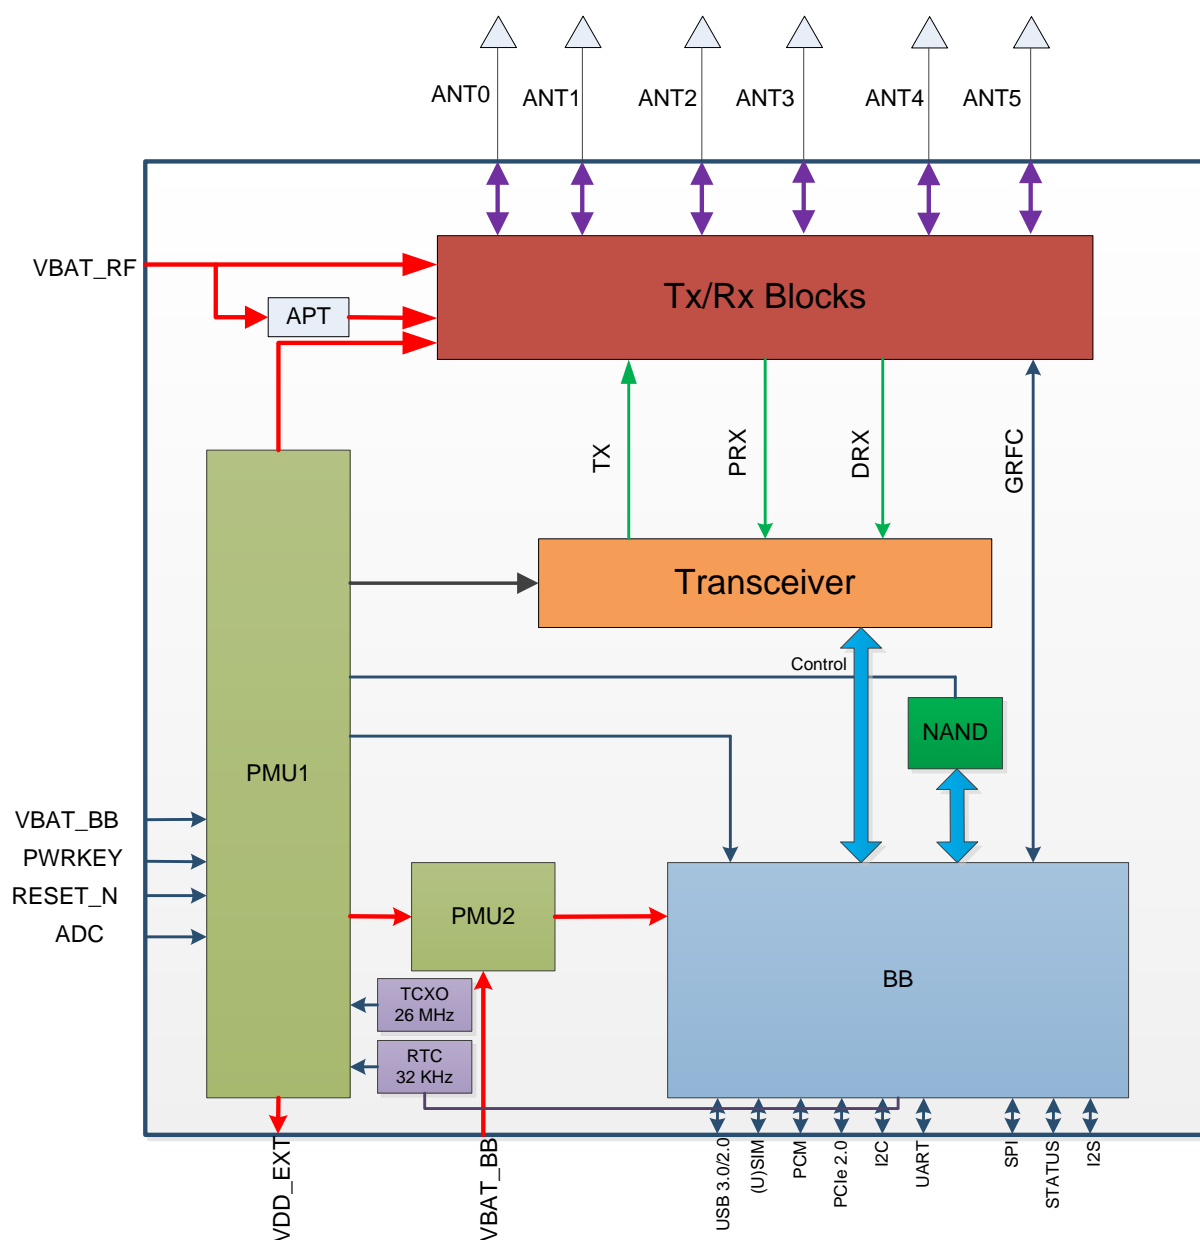 ANT0
ANT1
ANT2
ANT3
ANT4
ANT5
VBAT_RF
APT
Tx/Rx Blocks
TX
PRX
DRX
GRFC
Transceiver
Control
NAND
PMU1
VBAT_BB
PWRKEY
RESET_N
ADC
PMU2
BB
TCXO
26 MHz
RTC
32 KHz
VDD_EXT
VBAT_BB
USB 3.0/2.0
(U)SIM
PCM
PCIe 2.0
I2C
UART
SPI
STATUS
I2S